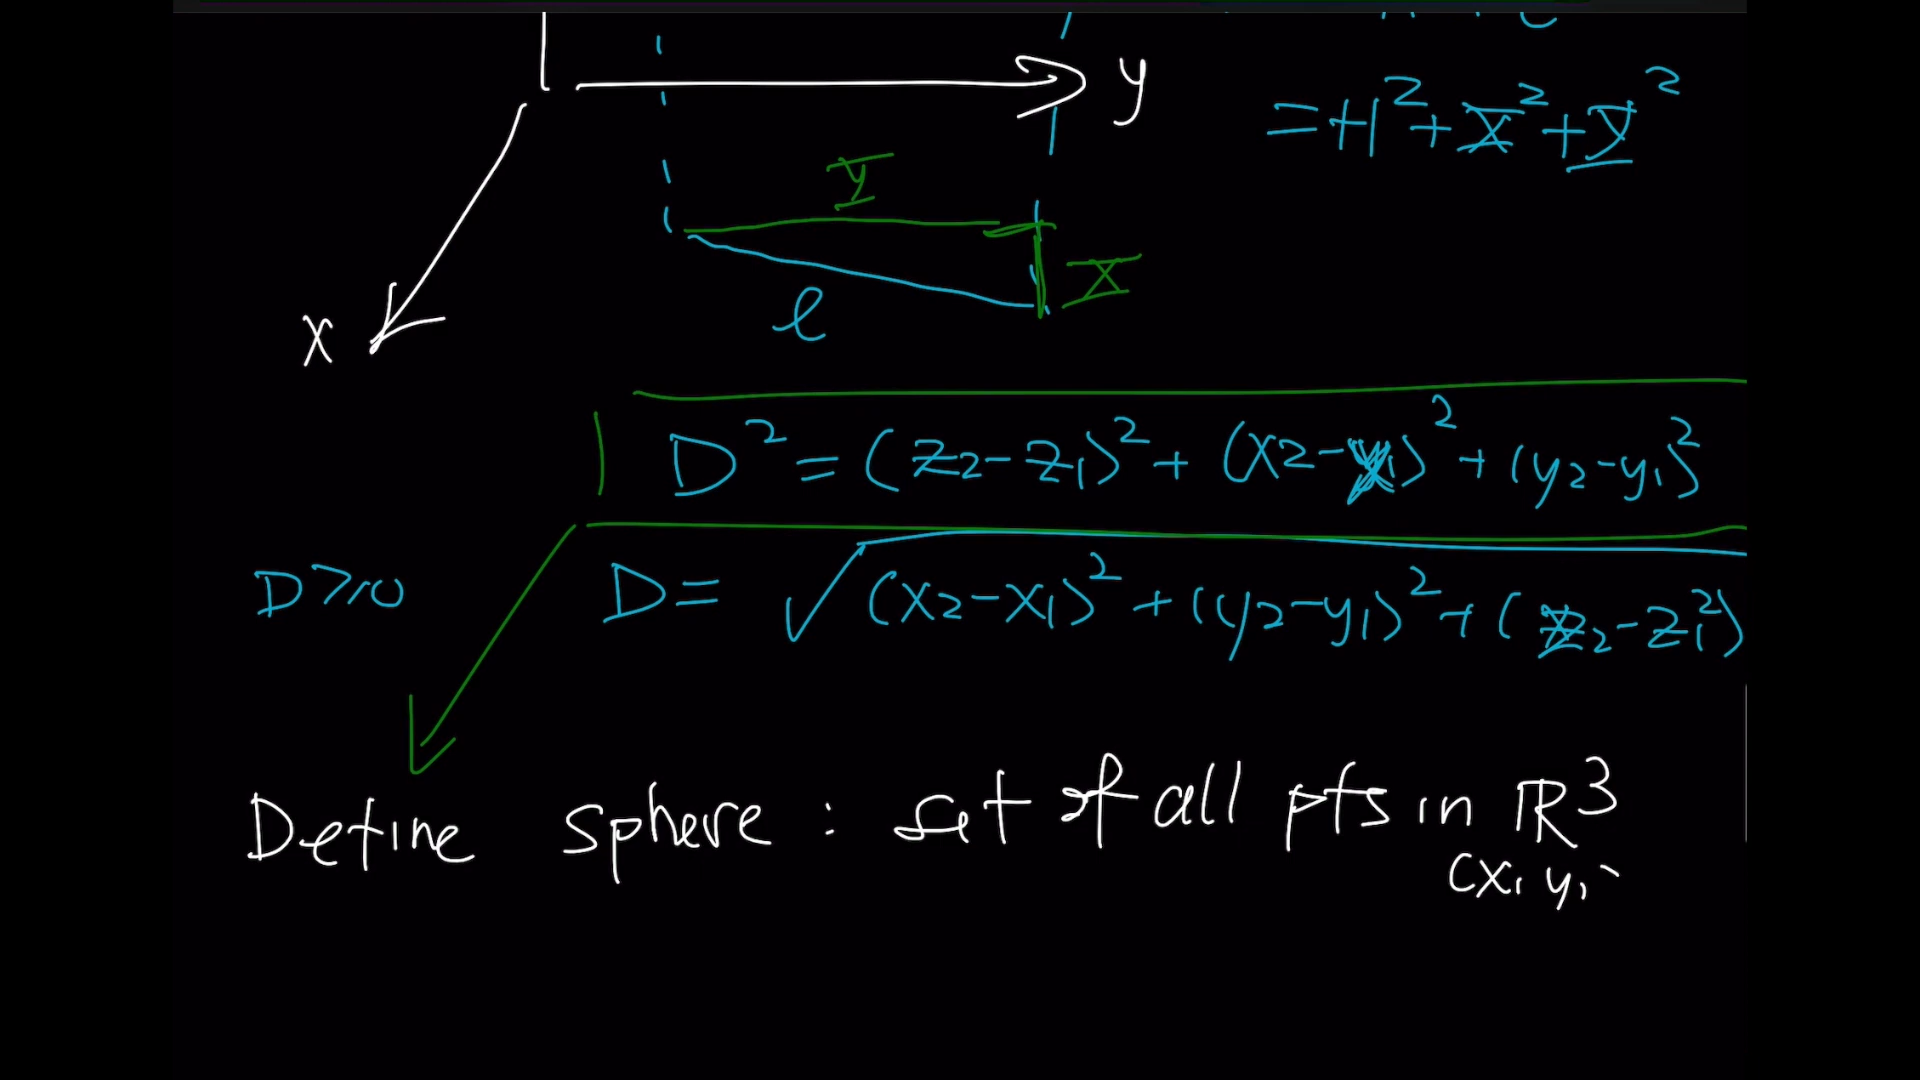 y
= H² + X² + Y²
Y
X
l
x
D² = (z₂ - z₁)² + (x₂ - x₁)² + (y₂ - y₁)²
D ≥ 0 D = √(x₂ - x₁)² + (y₂ - y₁)² + (z₂ - z₁²)
Define sphere : set of all pts in ℝ³
(x, y,